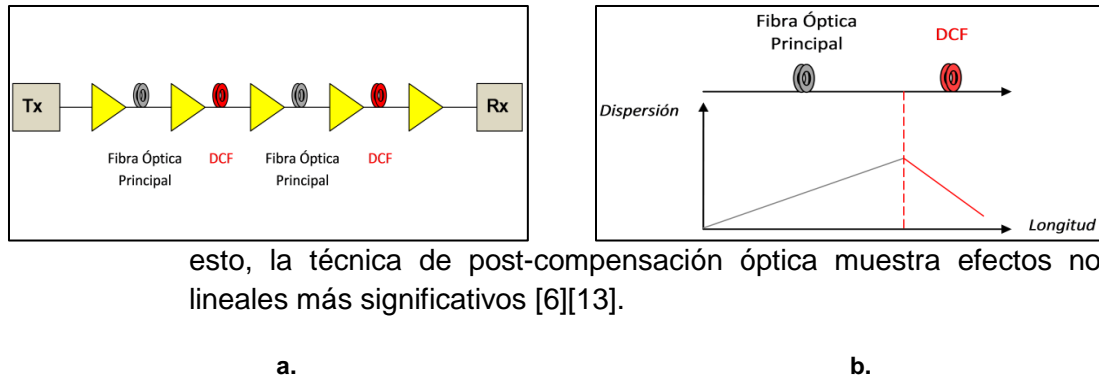 Tx
Rx
Fibra Óptica
Principal
DCF
Fibra Óptica
Principal
DCF
Fibra Óptica
Principal
DCF
Dispersión
Longitud
esto, la técnica de post-compensación óptica muestra efectos no
lineales más significativos [6][13].
a.
b.